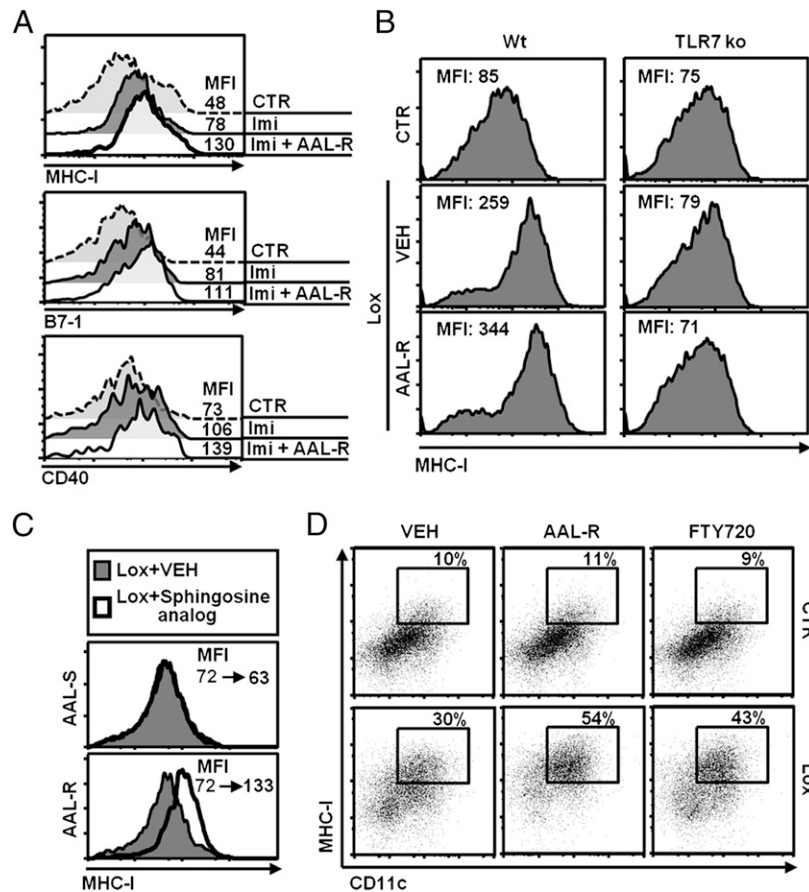 A
MFI
48 CTR
78 Imi
130 Imi + AAL-R
MHC-I
MFI
44 CTR
81 Imi
111 Imi + AAL-R
B7-1
MFI
73 CTR
106 Imi
139 Imi + AAL-R
CD40
B
Wt TLR7 ko
CTR
MFI: 85 MFI: 75
Lox
VEH
MFI: 259 MFI: 79
AAL-R
MFI: 344 MFI: 71
MHC-I
C
Lox+VEH
Lox+Sphingosine
analog
AAL-S
MFI
72 → 63
AAL-R
MFI
72 → 133
MHC-I
D
VEH AAL-R FTY720
10% 11% 9%
CTR
30% 54% 43%
Lox
MHC-I
CD11c